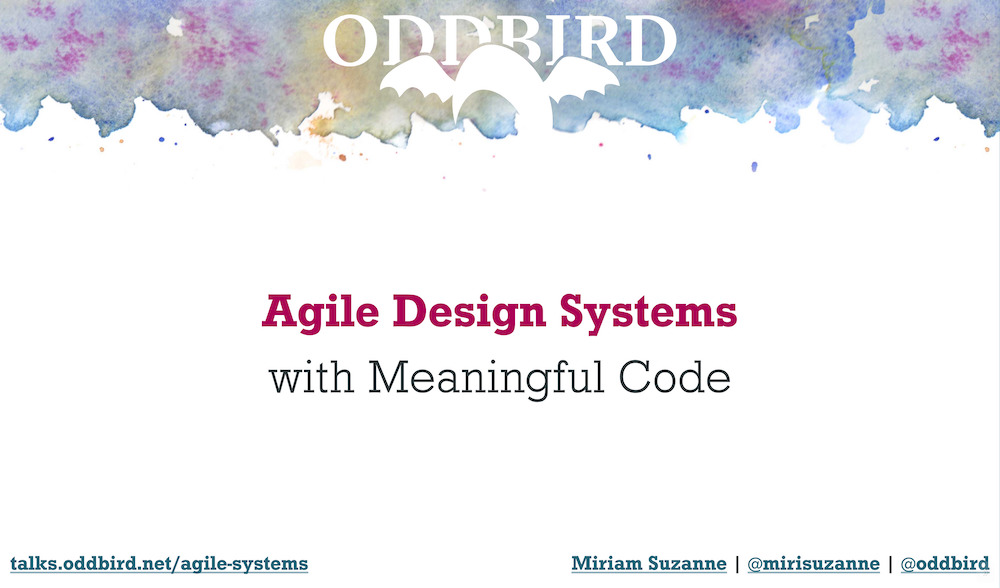 ODDBIRD
Agile Design Systems
with Meaningful Code
talks.oddbird.net/agile-systems
Miriam Suzanne | @mirisuzanne | @oddbird